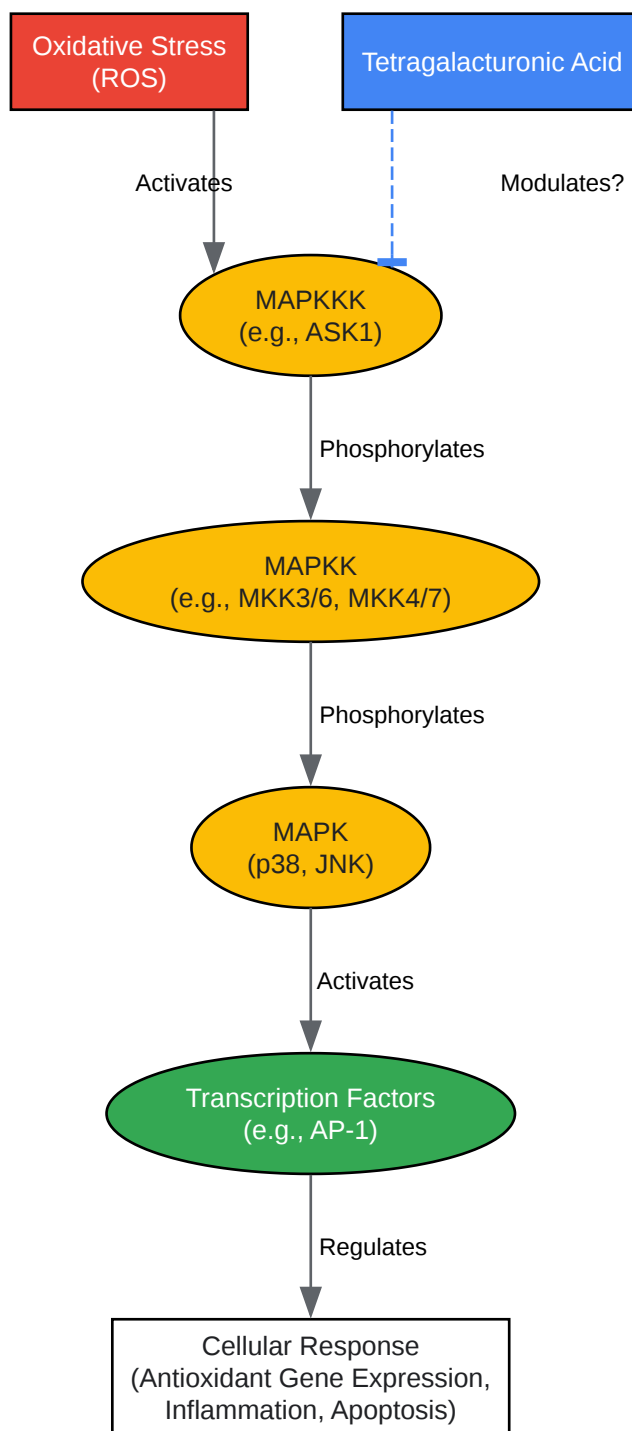 Oxidative Stress
(ROS)
Tetragalacturonic Acid
Activates
Modulates?
MAPKKK
(e.g., ASK1)
Phosphorylates
MAPKK
(e.g., MKK3/6, MKK4/7)
Phosphorylates
MAPK
(p38, JNK)
Activates
Transcription Factors
(e.g., AP-1)
Regulates
Cellular Response
(Antioxidant Gene Expression,
Inflammation, Apoptosis)